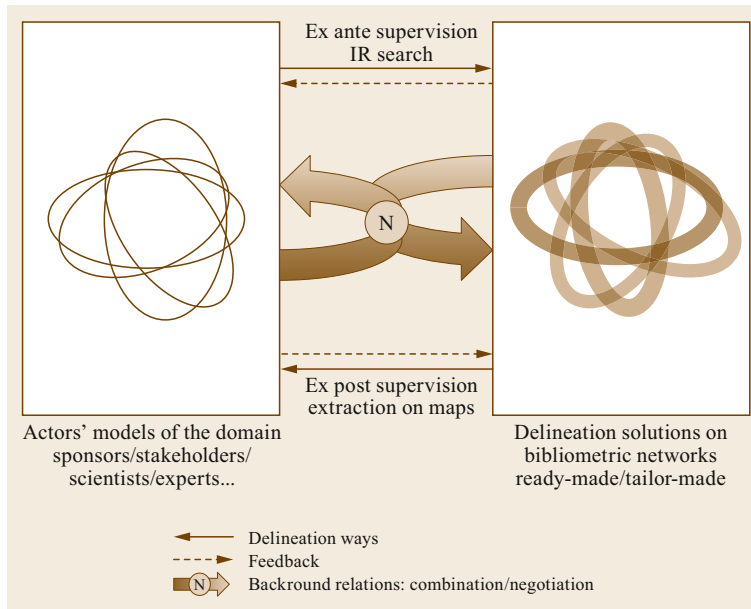 Ex ante supervision
IR search
N
Ex post supervision
extraction on maps
Actors’ models of the domain
sponsors/stakeholders/
scientists/experts...
Delineation solutions on
bibliometric networks
ready-made/tailor-made
Delineation ways
Feedback
N
Backround relations: combination/negotiation